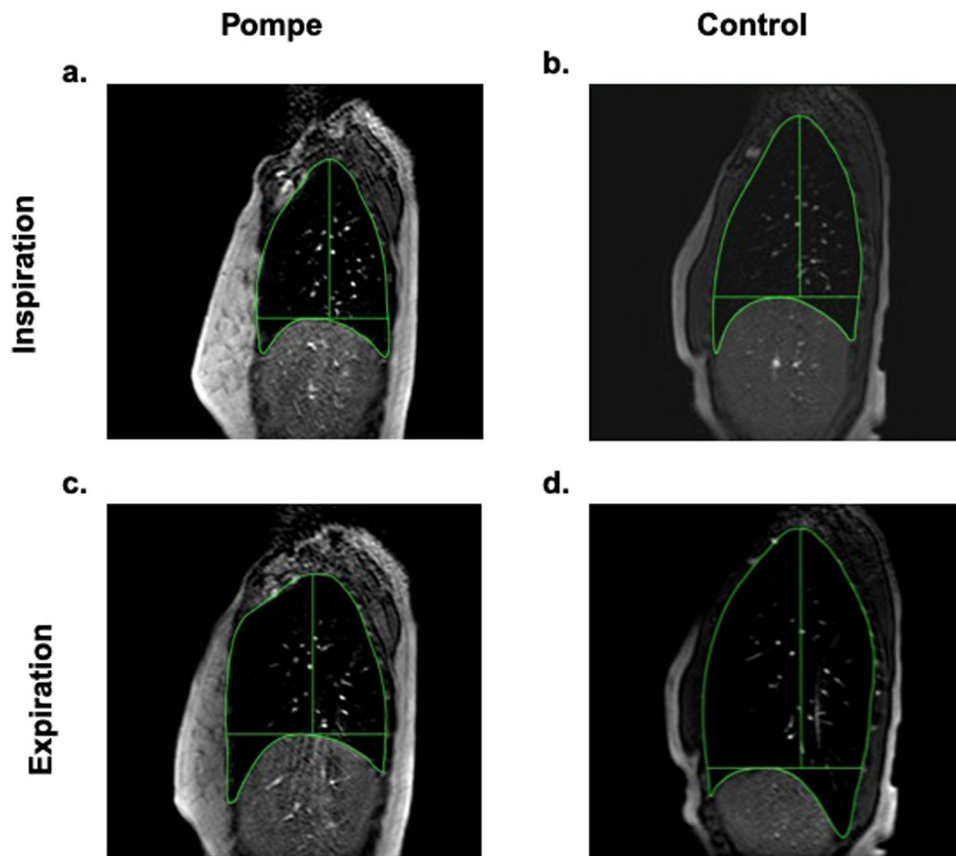 Pompe
Control
a.
b.
Inspiration
c.
d.
Expiration